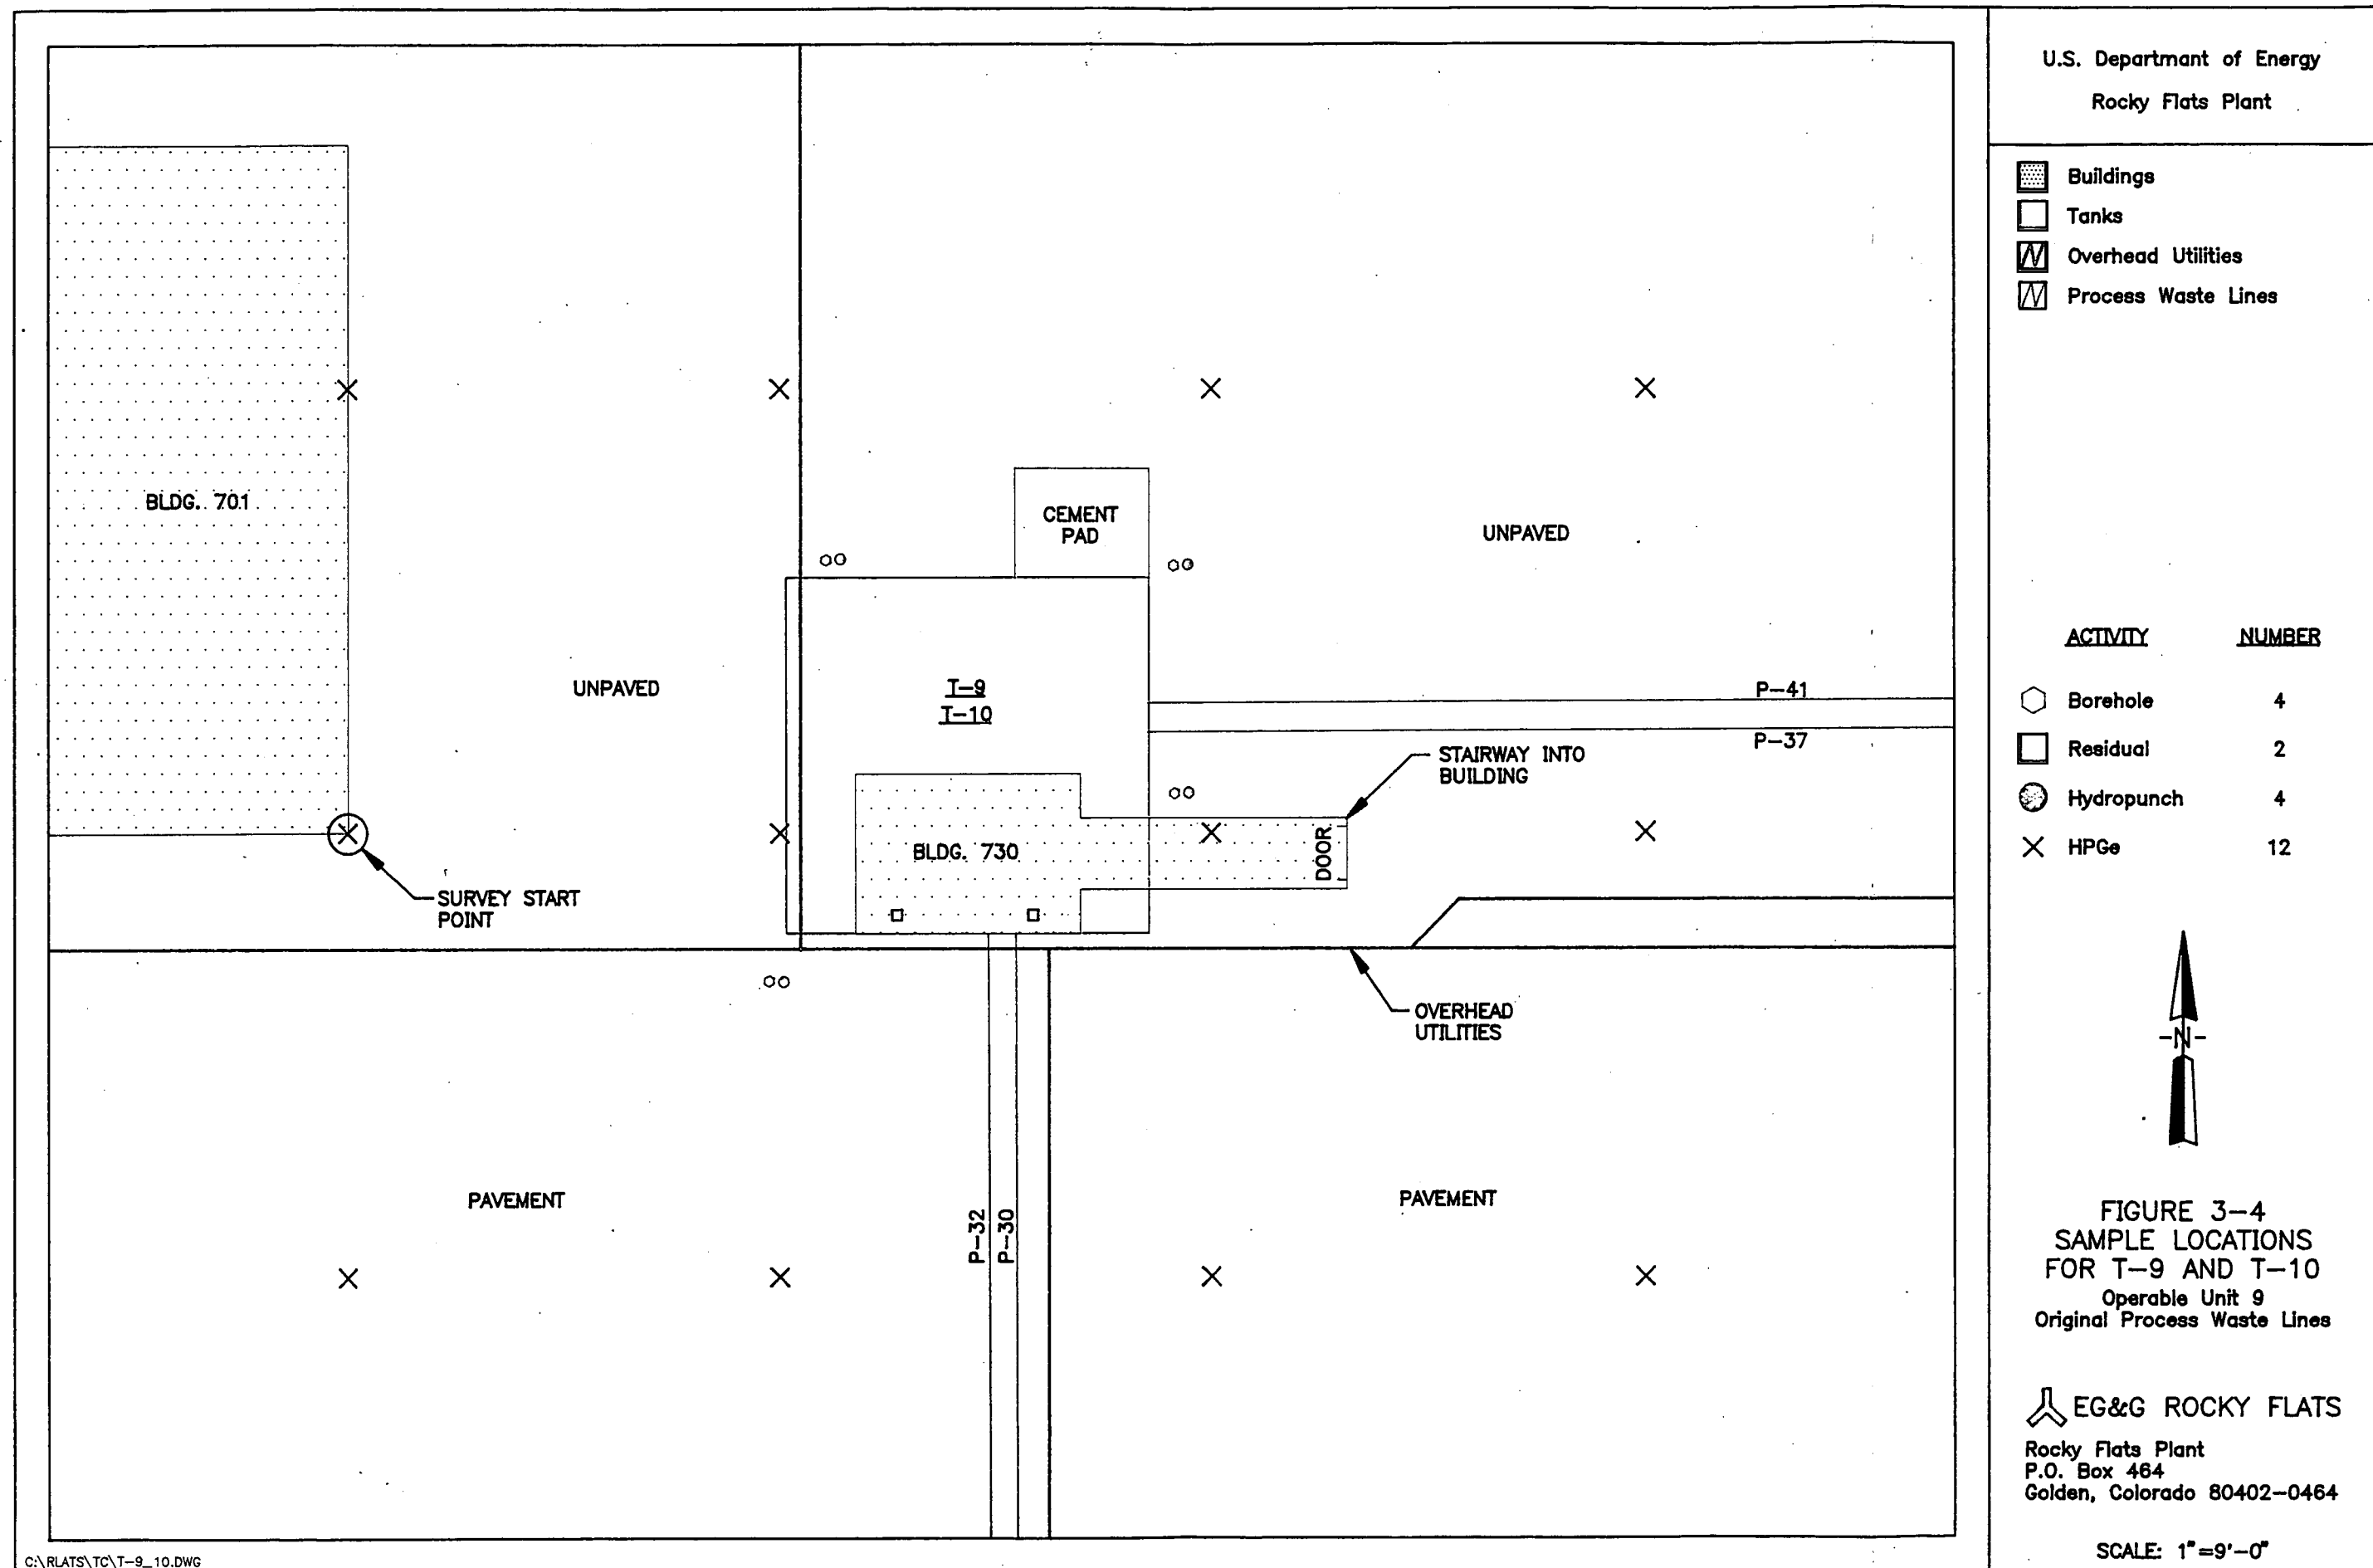 U.S. Departmant of Energy
Rocky Flats Plant
Buildings
Tanks
Overhead Utilities
Process Waste Lines
BLDG. 701
CEMENT
PAD
UNPAVED
UNPAVED
T-9
T-10
P-41
P-37
STAIRWAY INTO
BUILDING
BLDG. 730
DOOR
SURVEY START
POINT
OVERHEAD
UTILITIES
PAVEMENT
P-32
P-30
PAVEMENT
ACTIVITY NUMBER
Borehole 4
Residual 2
Hydropunch 4
HPGe 12
-N-
FIGURE 3-4
SAMPLE LOCATIONS
FOR T-9 AND T-10
Operable Unit 9
Original Process Waste Lines
EG&G ROCKY FLATS
Rocky Flats Plant
P.O. Box 464
Golden, Colorado 80402-0464
SCALE: 1"=9'-0"
C:\RLATS\TC\T-9_10.DWG